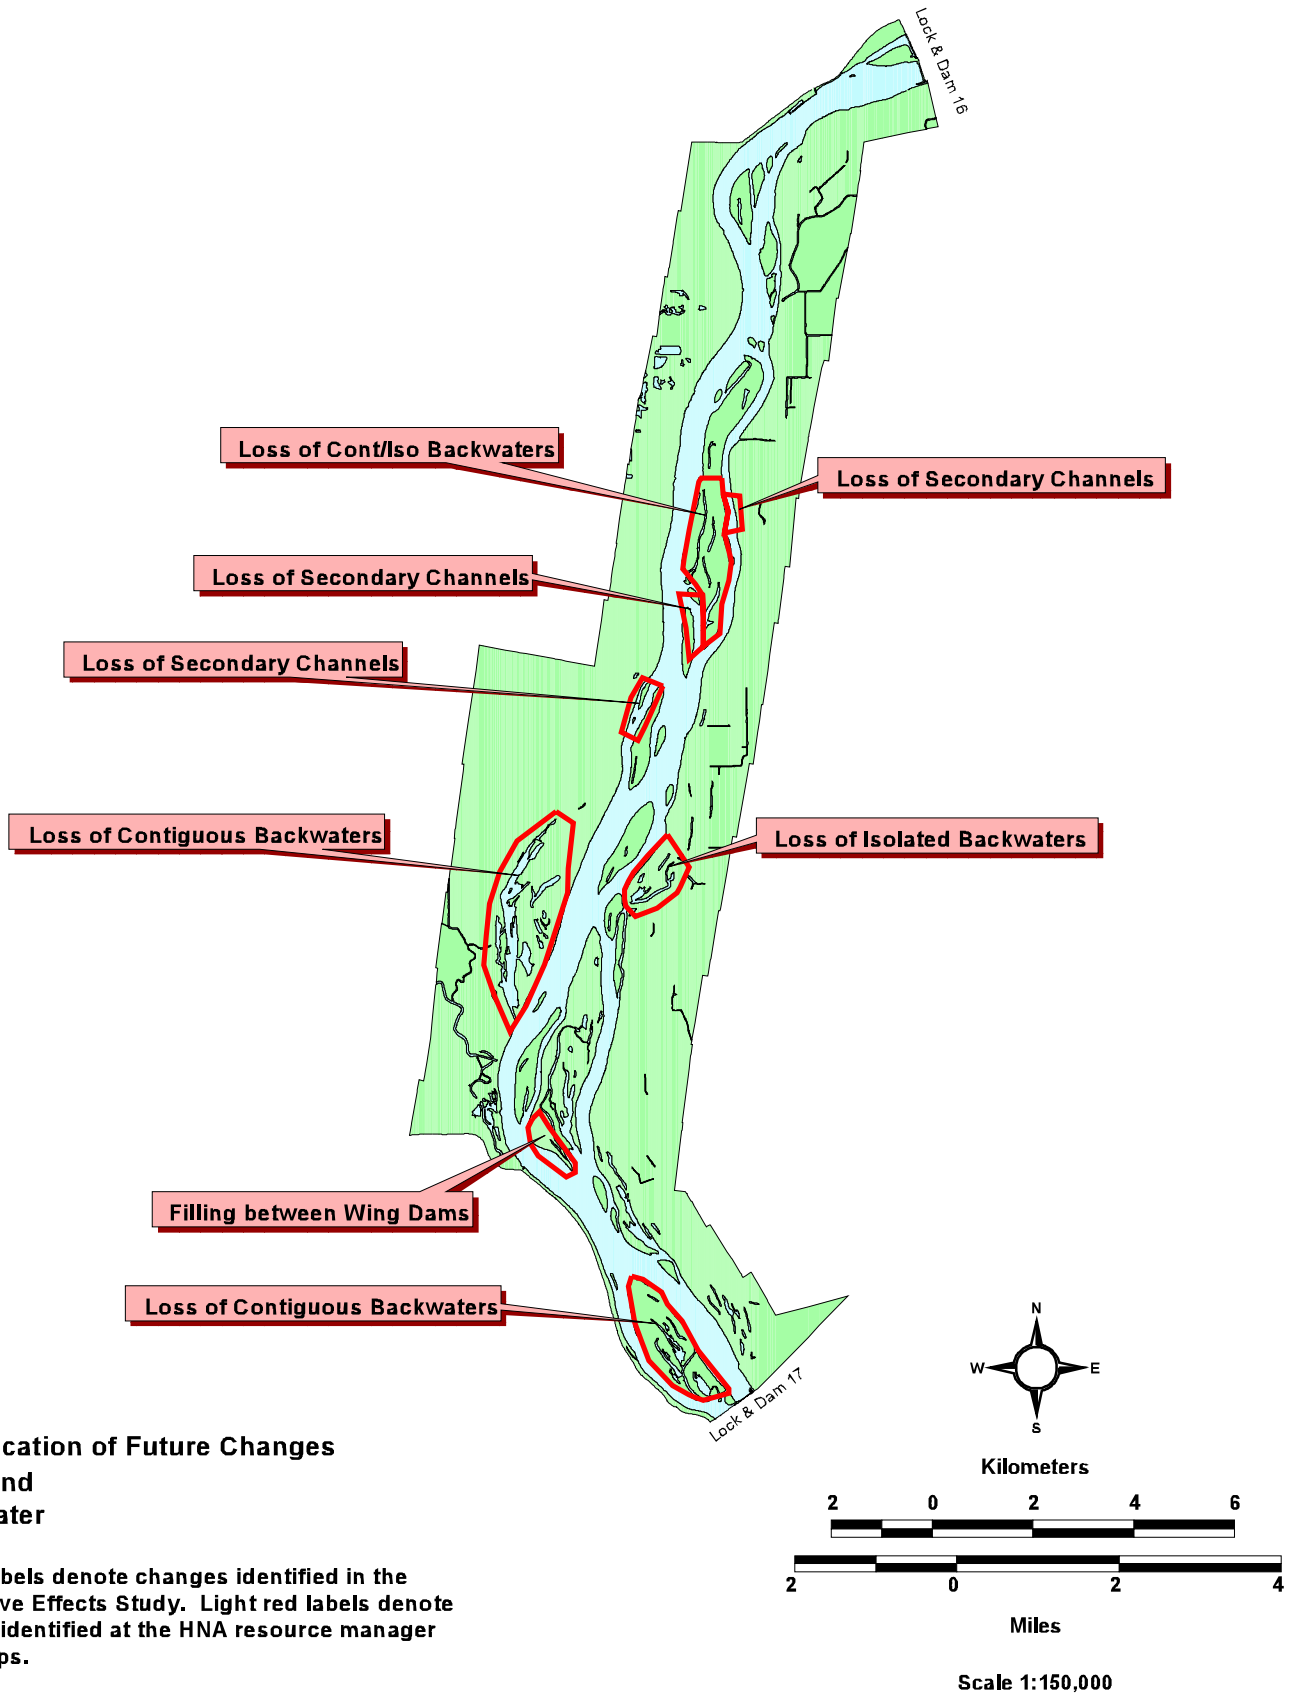 Lock & Dam 16
Loss of Cont/Iso Backwaters
Loss of Secondary Channels
Loss of Secondary Channels
Loss of Secondary Channels
Loss of Contiguous Backwaters
Loss of Isolated Backwaters
Filling between Wing Dams
Loss of Contiguous Backwaters
Lock & Dam 17
N
W E
S
cation of Future Changes
nd
ater
bels denote changes identified in the
ve Effects Study. Light red labels denote
identified at the HNA resource manager
ps.
Kilometers
2 0 2 4 6
2 0 2 4
Miles
Scale 1:150,000